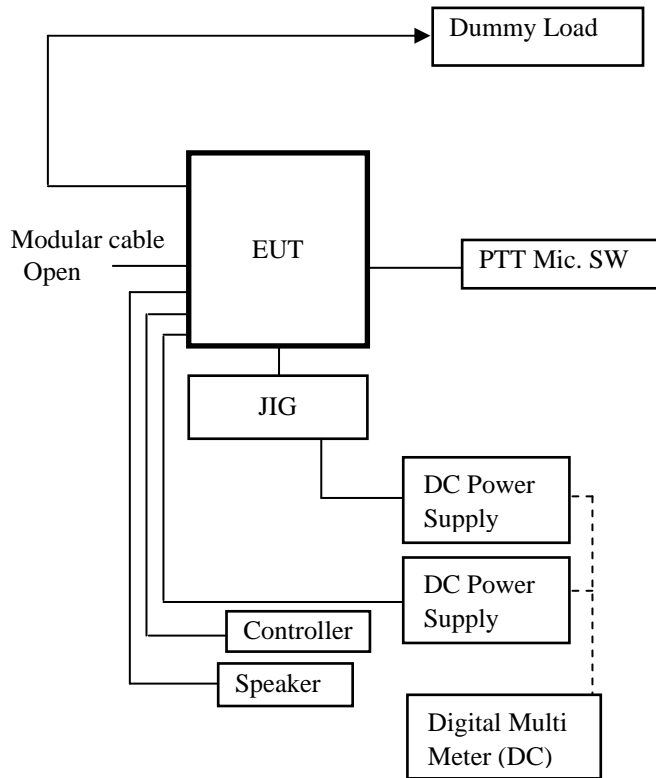 Dummy Load
Modular cable
Open
EUT
PTT Mic. SW
JIG
DC Power
Supply
DC Power
Supply
Controller
Speaker
Digital Multi
Meter (DC)